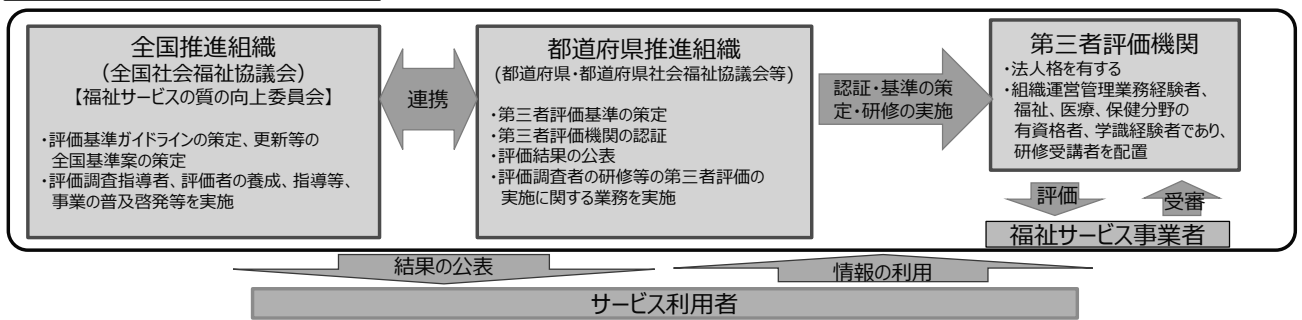 全国推進組織
（全国社会福祉協議会）
【福祉サービスの質の向上委員会】
・評価基準ガイドラインの策定、更新等の
全国基準案の策定
・評価調査指導者、評価者の養成、指導等、
事業の普及啓発等を実施
連携
都道府県推進組織
(都道府県・都道府県社会福祉協議会等)
・第三者評価基準の策定
・第三者評価機関の認証
・評価結果の公表
・評価調査者の研修等の第三者評価の
実施に関する業務を実施
認証・基準の策
定・研修の実施
第三者評価機関
・法人格を有する
・組織運営管理業務経験者、
福祉、医療、保健分野の
有資格者、学識経験者であり、
研修受講者を配置
評価
受審
福祉サービス事業者
結果の公表
情報の利用
サービス利用者